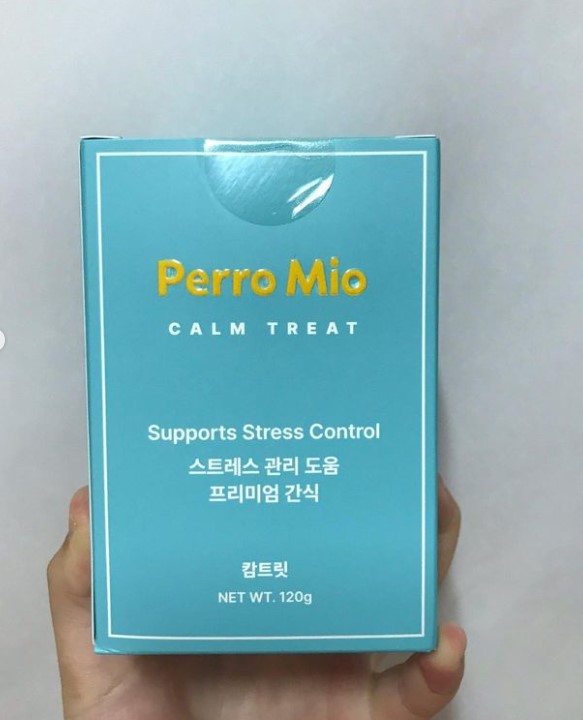 Perro Mio
CALM TREAT
Supports Stress Control
스트레스 관리 도움
프리미엄 간식
캄트릿
NET WT. 120g